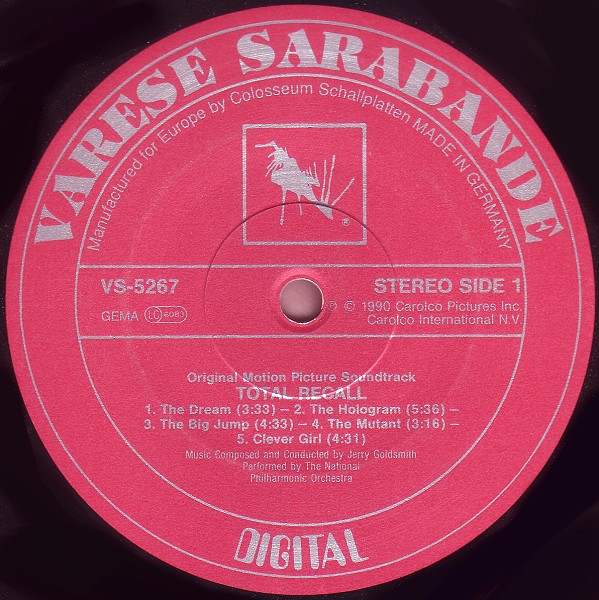 VARESE SARABANDE
Manufactured for Europe by Colosseum Schallplatten MADE IN GERMANY
®
VS-5267
STEREO SIDE 1
GEMA LC 6083
℗ © 1990 Carolco Pictures Inc.
Carolco International N.V.
Original Motion Picture Soundtrack
TOTAL RECALL
1. The Dream (3:33) – 2. The Hologram (5:36) –
3. The Big Jump (4:33) – 4. The Mutant (3:16) –
5. Clever Girl (4:31)
Music Composed and Conducted by Jerry Goldsmith
Performed by The National
Philharmonic Orchestra
DIGITAL